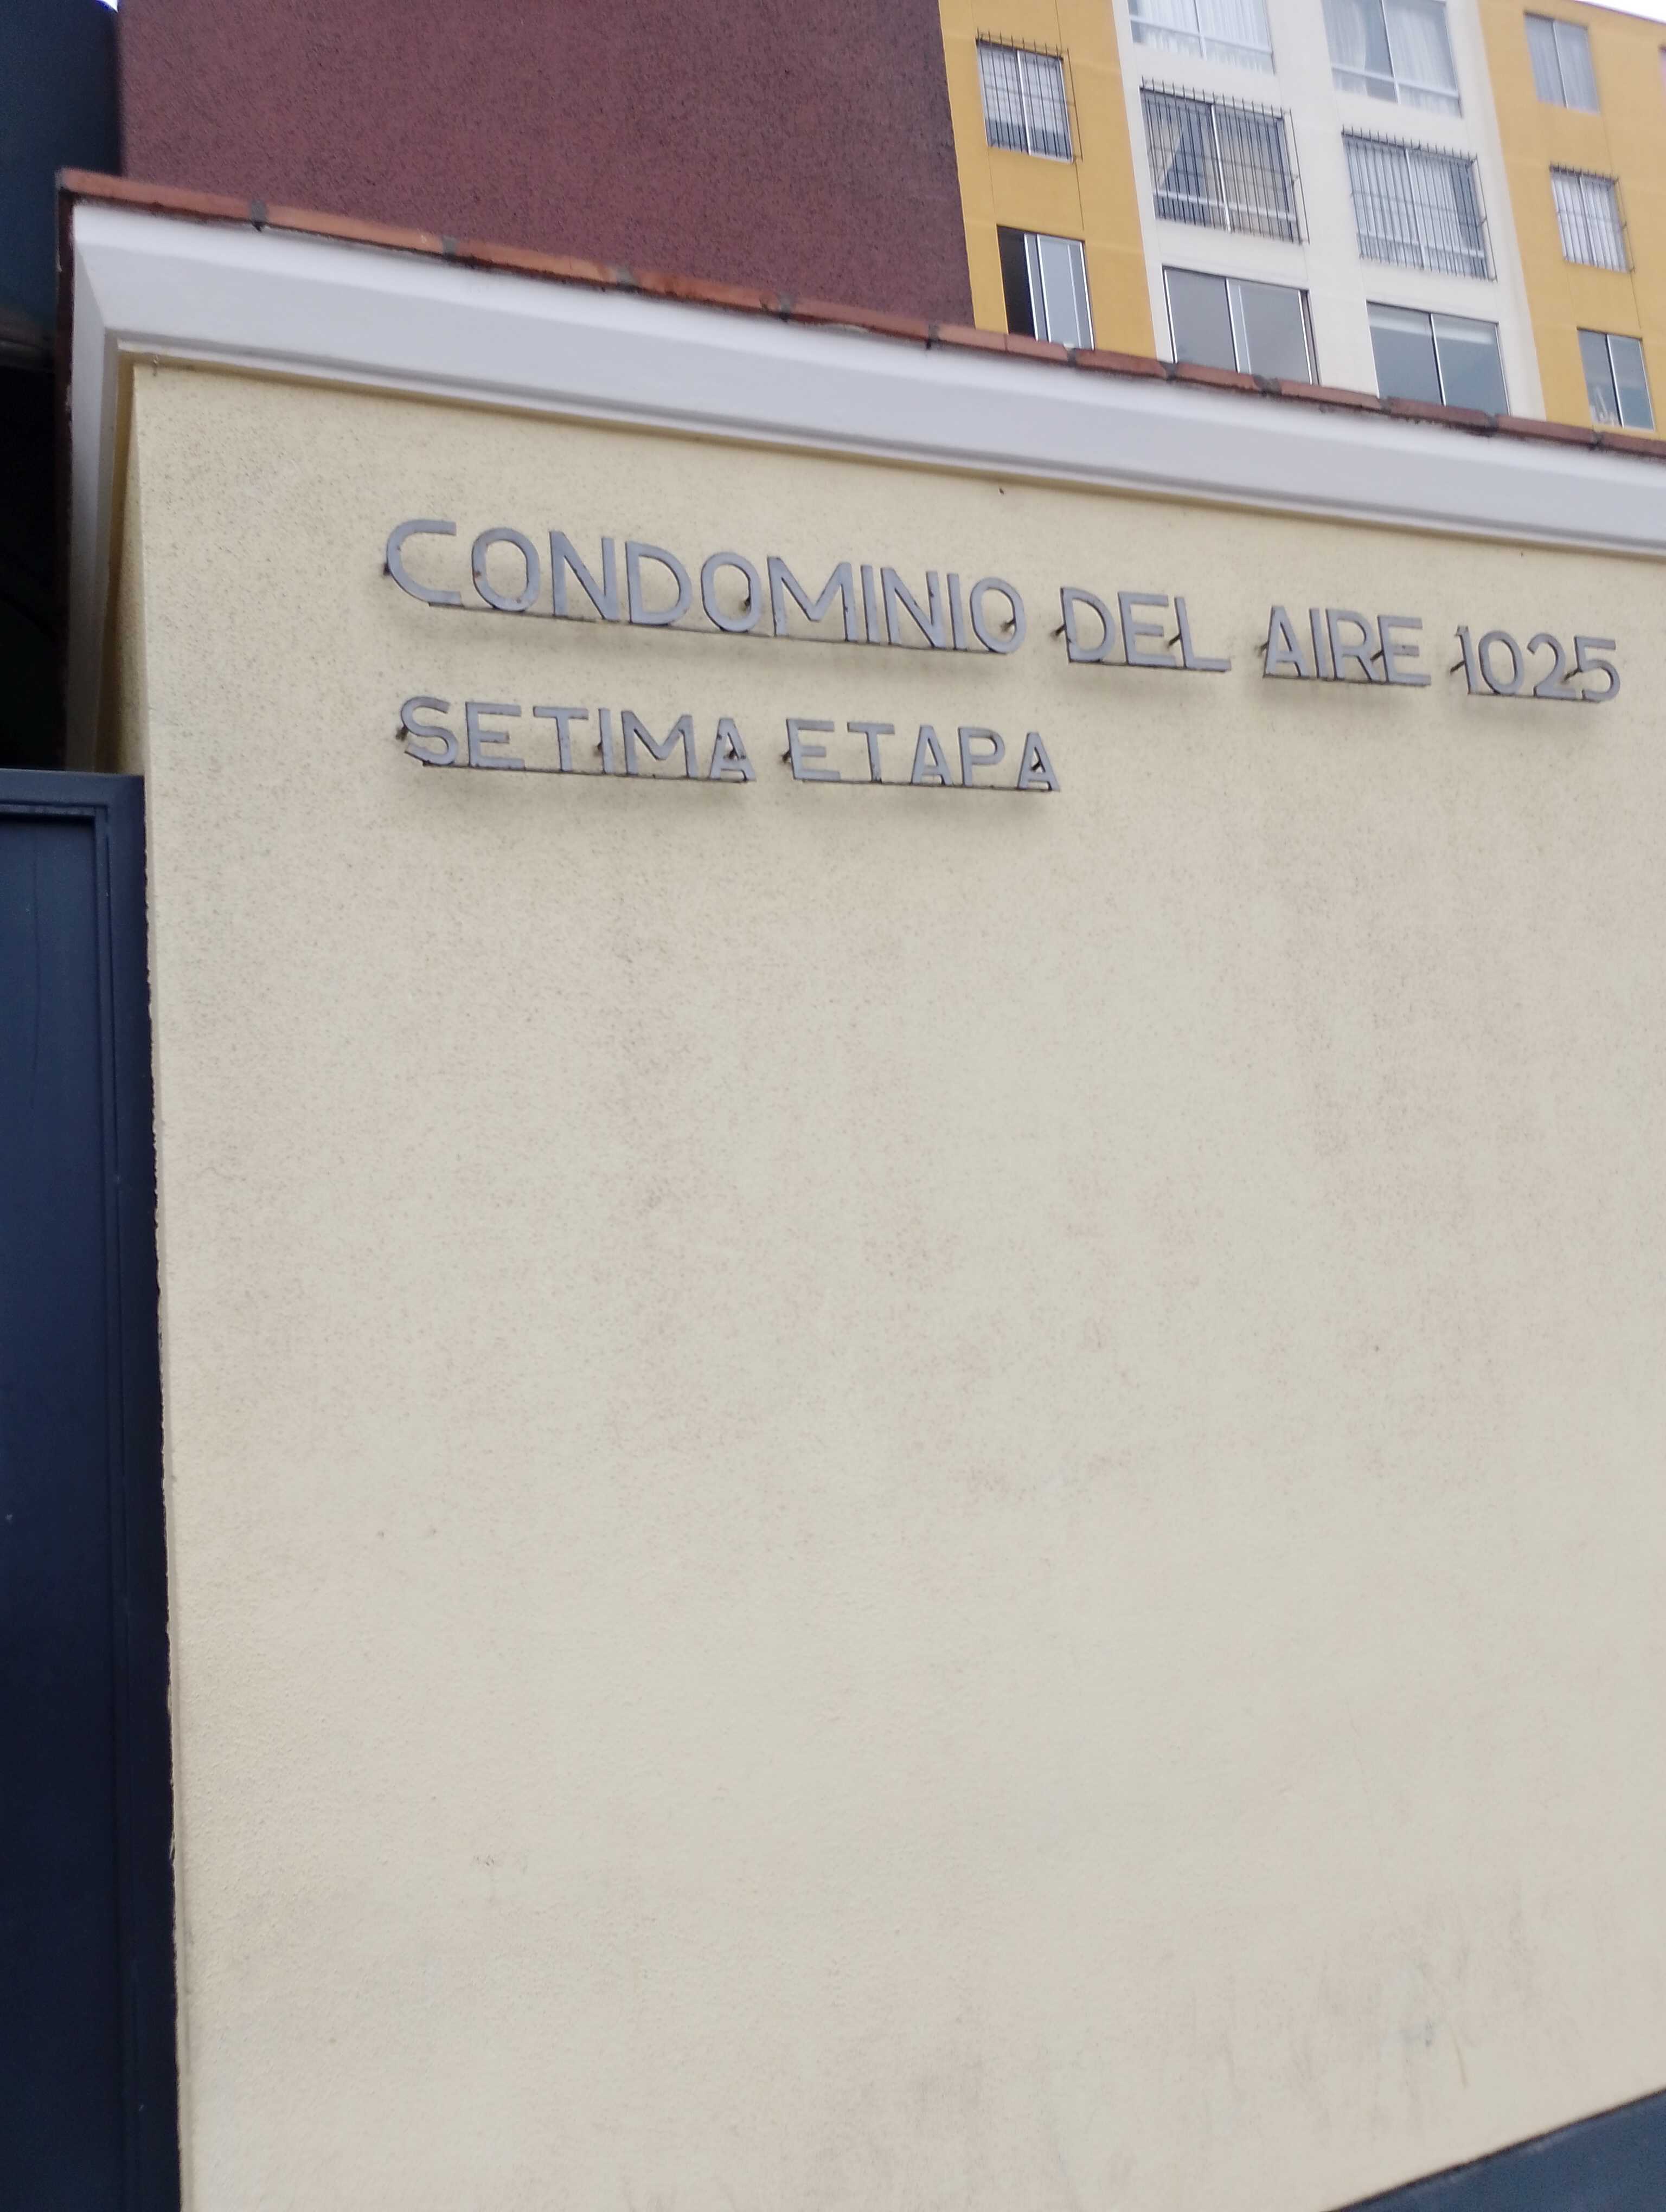 CONDOMINIO DEL AIRE 1025
SETIMA ETAPA